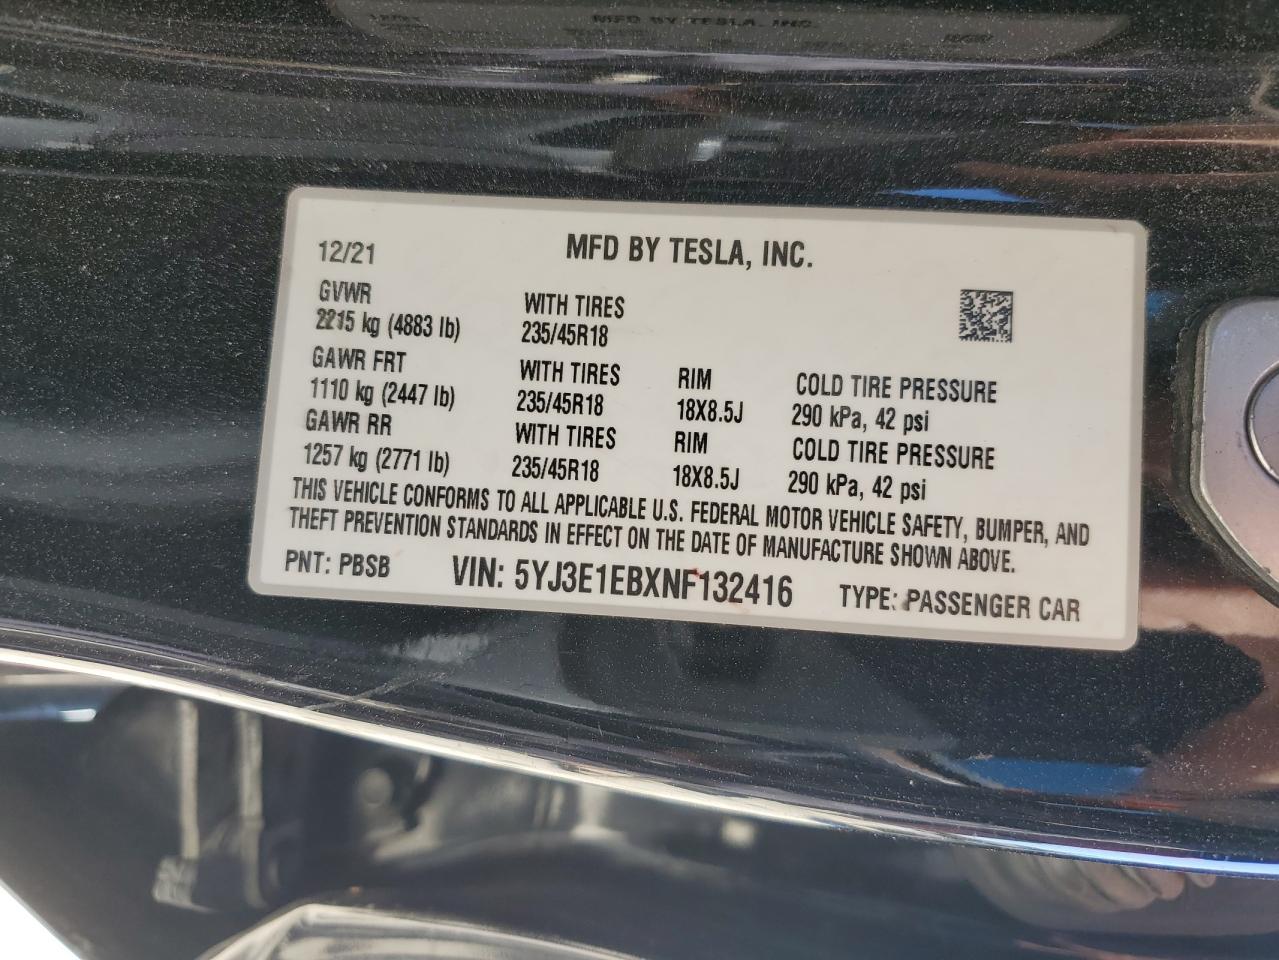 MFD BY TESLA, INC.
12/21
MFD BY TESLA, INC.
GVWR
2215 kg (4883 lb)
WITH TIRES
235/45R18
GAWR FRT
1110 kg (2447 lb)
WITH TIRES
235/45R18
RIM
18X8.5J
COLD TIRE PRESSURE
290 kPa, 42 psi
GAWR RR
1257 kg (2771 lb)
WITH TIRES
235/45R18
RIM
18X8.5J
COLD TIRE PRESSURE
290 kPa, 42 psi
THIS VEHICLE CONFORMS TO ALL APPLICABLE U.S. FEDERAL MOTOR VEHICLE SAFETY, BUMPER, AND
THEFT PREVENTION STANDARDS IN EFFECT ON THE DATE OF MANUFACTURE SHOWN ABOVE.
PNT: PBSB
VIN: 5YJ3E1EBXNF132416
TYPE: PASSENGER CAR